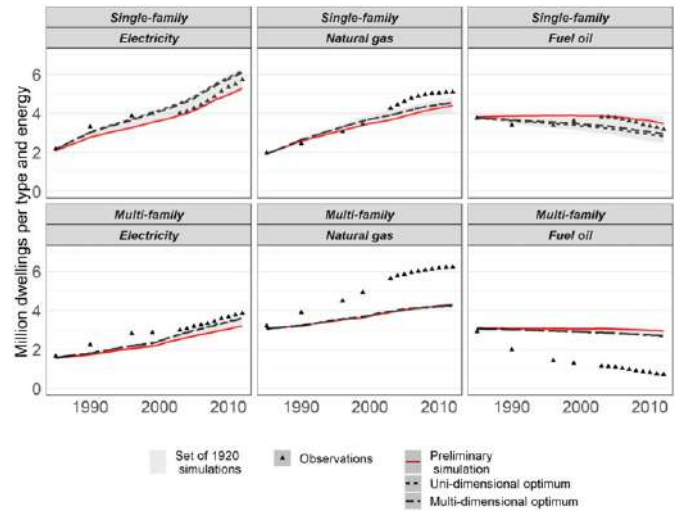 Single-family Single-family Single-family
Electricity Natural gas Fuel oil
6
4
2
0
Multi-family Multi-family Multi-family
Electricity Natural gas Fuel oil
6
4
2
0
Million dwellings per type and energy
1990 2000 2010 1990 2000 2010 1990 2000 2010
Set of 1920
simulations
Observations
Preliminary
simulation
Uni-dimensional optimum
Multi-dimensional optimum